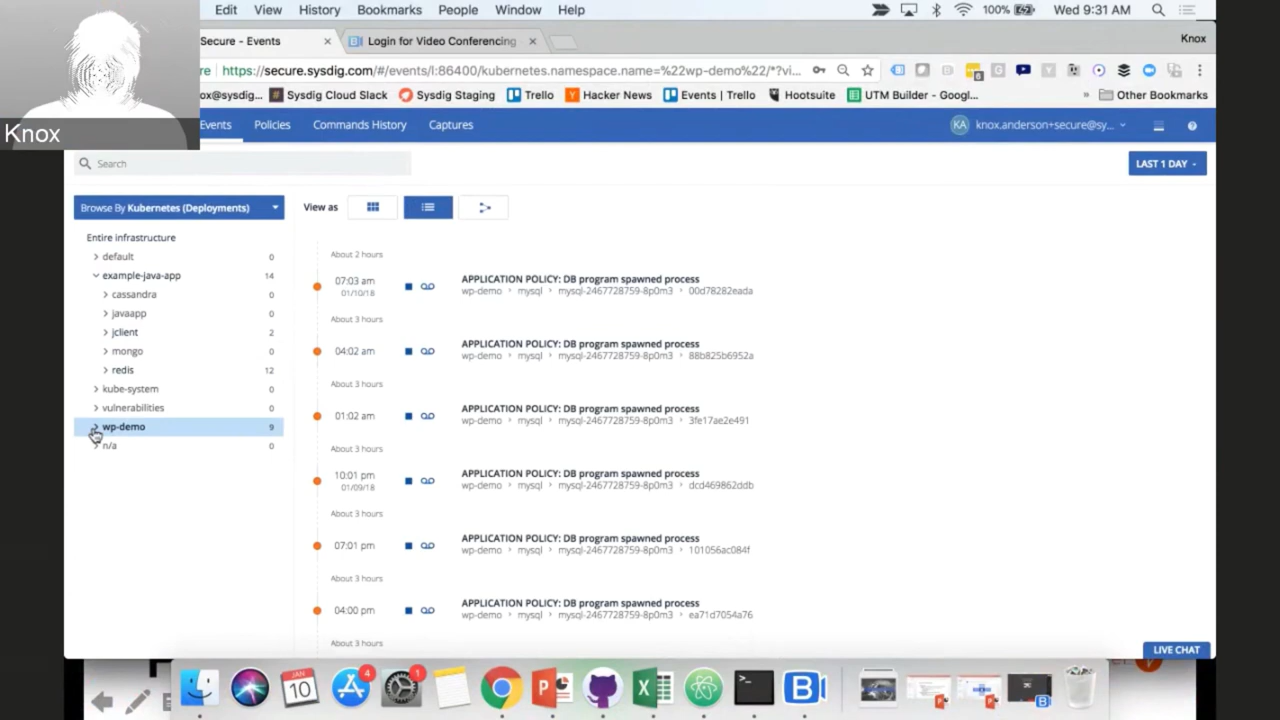 Edit View History Bookmarks People Window Help 100% Wed 9:31 AM
Secure - Events Login for Video Conferencing Knox
https://secure.sysdig.com/#/events/l:86400/kubernetes.namespace.name=%22wp-demo%22/*?vi...
ox@sysdig... Sysdig Cloud Slack Sysdig Staging Trello Hacker News Events | Trello Hootsuite UTM Builder - Googl... » Other Bookmarks
Knox
Events Policies Commands History Captures KA knox.anderson+secure@sy...
Search LAST 1 DAY
Browse By Kubernetes (Deployments) View as
Entire infrastructure
default 0
example-java-app 14
cassandra 0
javaapp 0
jclient 2
mongo 0
redis 12
kube-system 0
vulnerabilities 0
wp-demo 9
n/a 0
About 2 hours
07:03 am APPLICATION POLICY: DB program spawned process
01/10/18 wp-demo > mysql > mysql-2467728759-8p0m3 > 00d78282eada
About 3 hours
04:02 am APPLICATION POLICY: DB program spawned process
wp-demo > mysql > mysql-2467728759-8p0m3 > 88b825b6952a
About 3 hours
01:02 am APPLICATION POLICY: DB program spawned process
wp-demo > mysql > mysql-2467728759-8p0m3 > 3fe17ae2e491
About 3 hours
10:01 pm APPLICATION POLICY: DB program spawned process
01/09/18 wp-demo > mysql > mysql-2467728759-8p0m3 > dcd469862ddb
About 3 hours
07:01 pm APPLICATION POLICY: DB program spawned process
wp-demo > mysql > mysql-2467728759-8p0m3 > 101056ac084f
About 3 hours
04:00 pm APPLICATION POLICY: DB program spawned process
wp-demo > mysql > mysql-2467728759-8p0m3 > ea71d7054a76
About 3 hours
LIVE CHAT
JAN 10 4 1